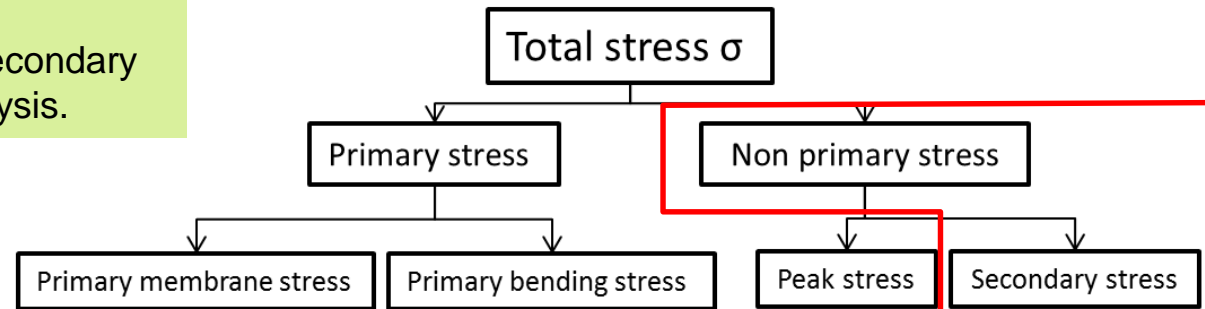 econdary
ysis.
Total stress σ
Primary stress
Non primary stress
Primary membrane stress
Primary bending stress
Peak stress
Secondary stress